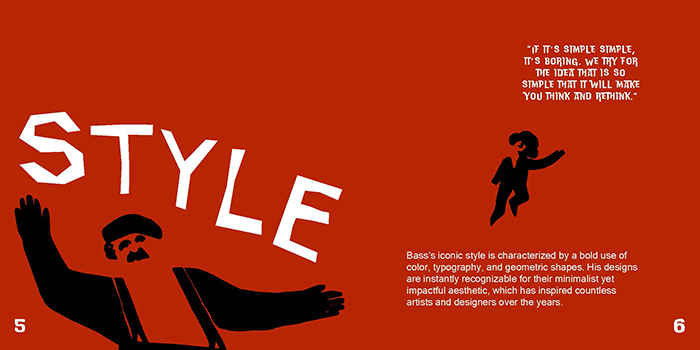 STYLE
5
"IF IT'S SIMPLE SIMPLE,
IT'S BORING. WE TRY FOR
THE IDEA THAT IS SO
SIMPLE THAT IT WILL MAKE
YOU THINK AND RETHINK."
Bass's iconic style is characterized by a bold use of
color, typography, and geometric shapes. His designs
are instantly recognizable for their minimalist yet
impactful aesthetic, which has inspired countless
artists and designers over the years.
6